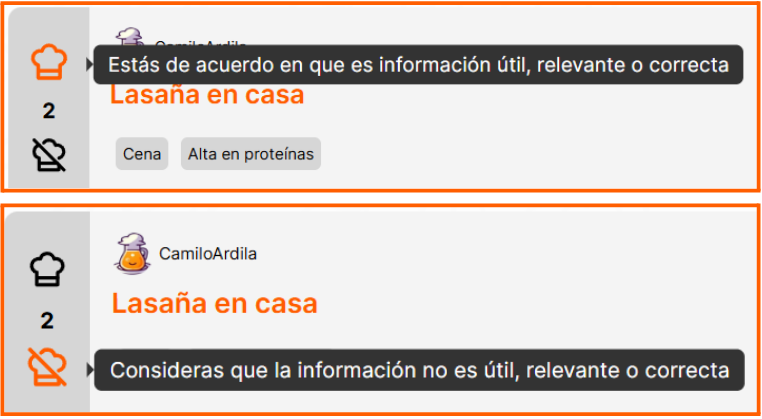 CamiloArdila
Estás de acuerdo en que es información útil, relevante o correcta
Lasaña en casa
2
Cena
Alta en proteínas
CamiloArdila
Lasaña en casa
2
Consideras que la información no es útil, relevante o correcta